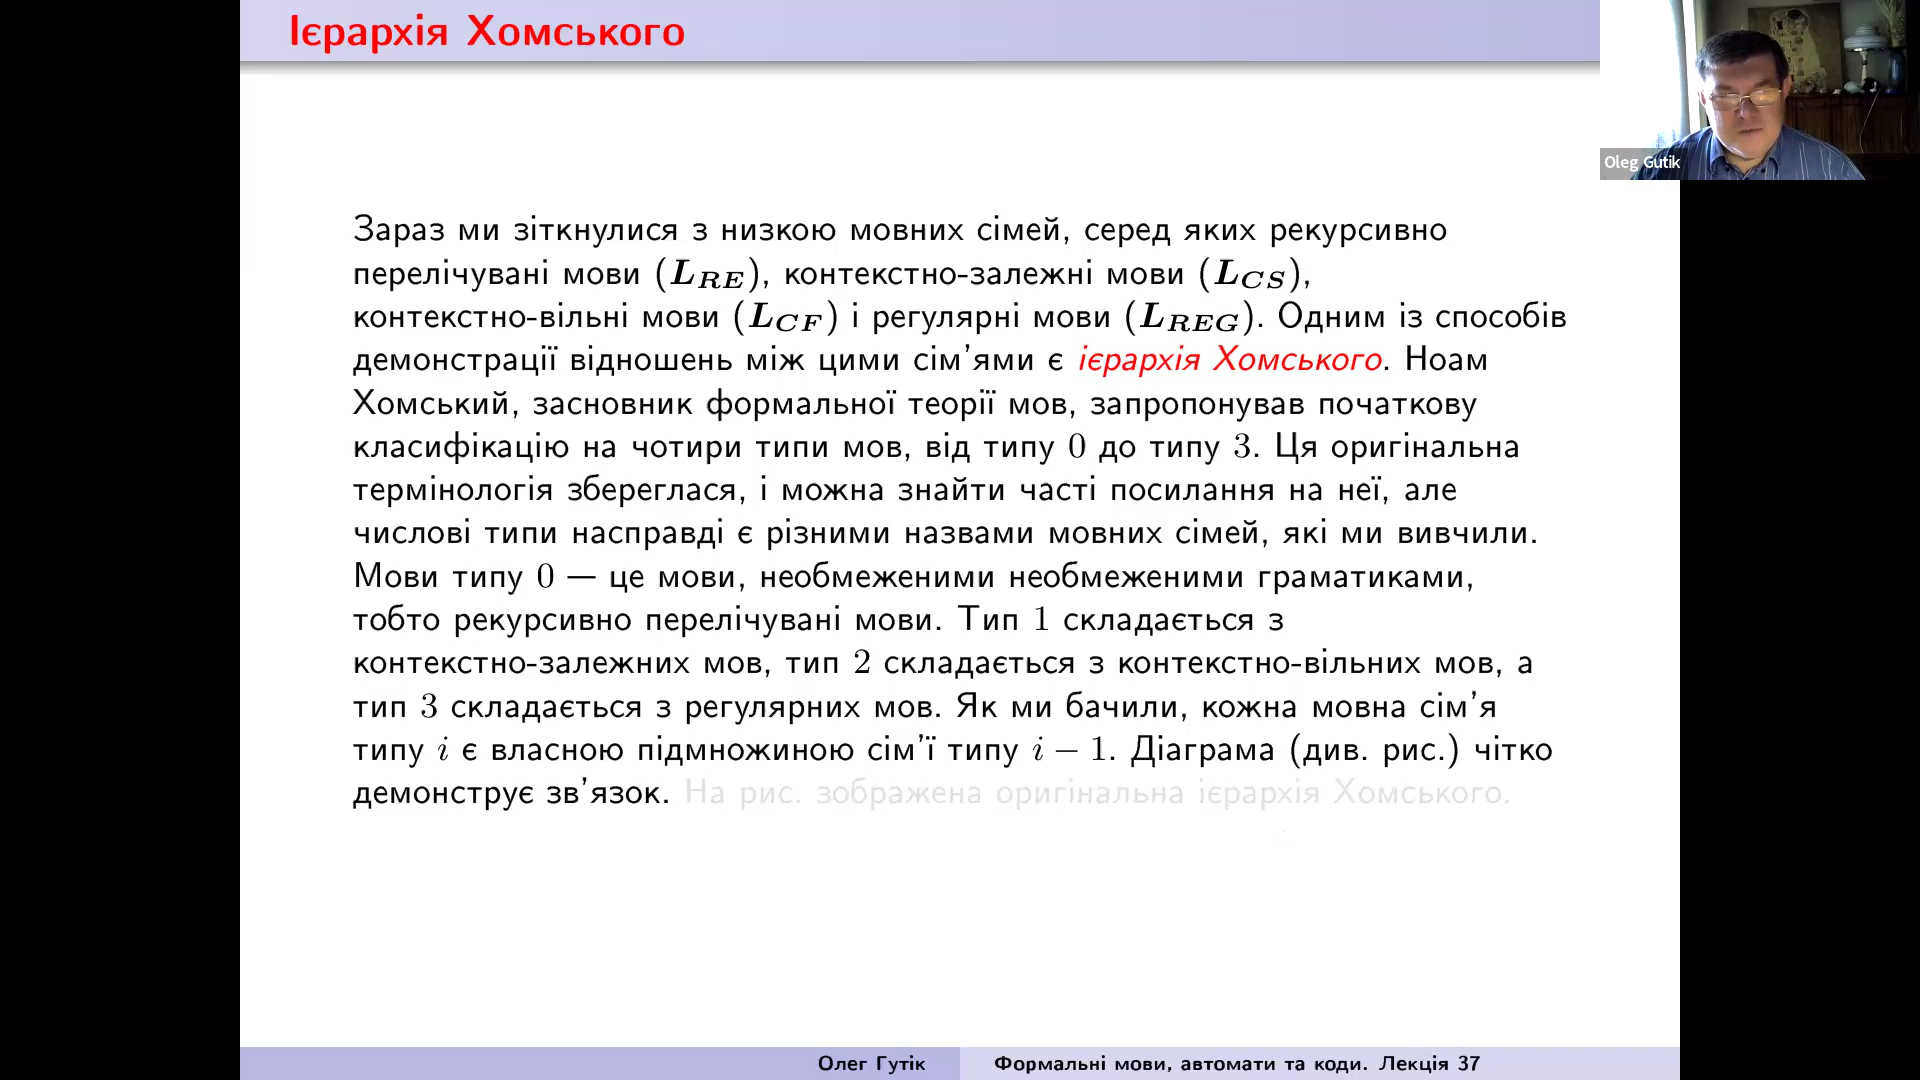 Ієрархія Хомського
Oleg Gutik
Зараз ми зіткнулися з низкою мовних сімей, серед яких рекурсивно
перелічувані мови (L_RE), контекстно-залежні мови (L_CS),
контекстно-вільні мови (L_CF) і регулярні мови (L_REG). Одним із способів
демонстрації відношень між цими сім'ями є ієрархія Хомського. Ноам
Хомський, засновник формальної теорії мов, запропонував початкову
класифікацію на чотири типи мов, від типу 0 до типу 3. Ця оригінальна
термінологія збереглася, і можна знайти часті посилання на неї, але
числові типи насправді є різними назвами мовних сімей, які ми вивчили.
Мови типу 0 — це мови, необмеженими необмеженими граматиками,
тобто рекурсивно перелічувані мови. Тип 1 складається з
контекстно-залежних мов, тип 2 складається з контекстно-вільних мов, а
тип 3 складається з регулярних мов. Як ми бачили, кожна мовна сім'я
типу i є власною підмножиною сім'ї типу i − 1. Діаграма (див. рис.) чітко
демонструє зв'язок. На рис. зображена оригінальна ієрархія Хомського.
Олег Гутік
Формальні мови, автомати та коди. Лекція 37